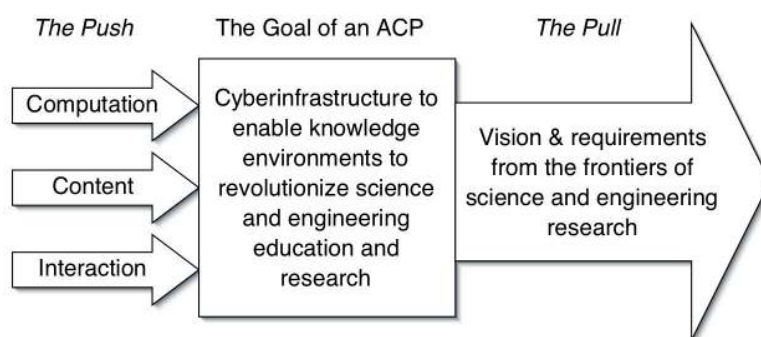 The Push
The Goal of an ACP
The Pull
Computation
Content
Interaction
Cyberinfrastructure to
enable knowledge
environments to
revolutionize science
and engineering
education and
research
Vision & requirements
from the frontiers of
science and engineering
research